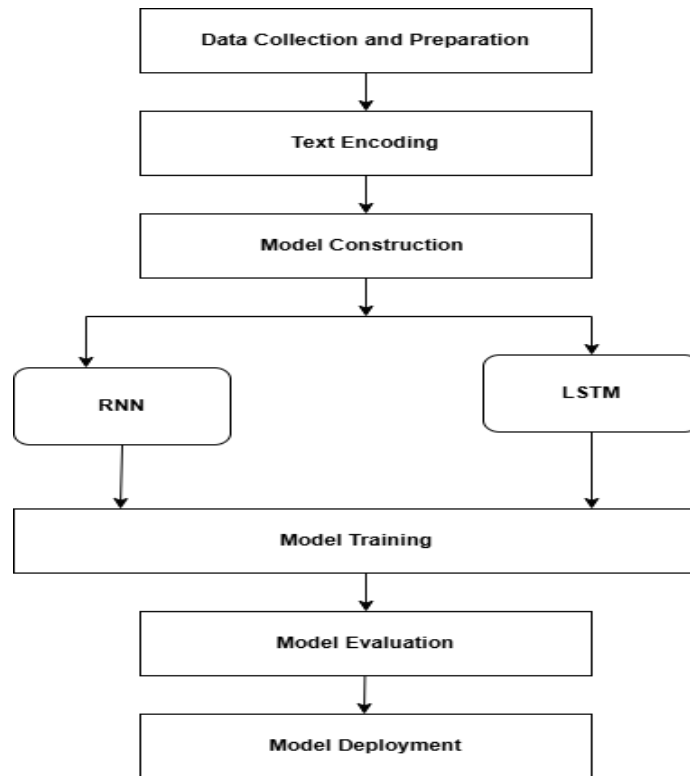 Data Collection and Preparation
Text Encoding
Model Construction
RNN
LSTM
Model Training
Model Evaluation
Model Deployment